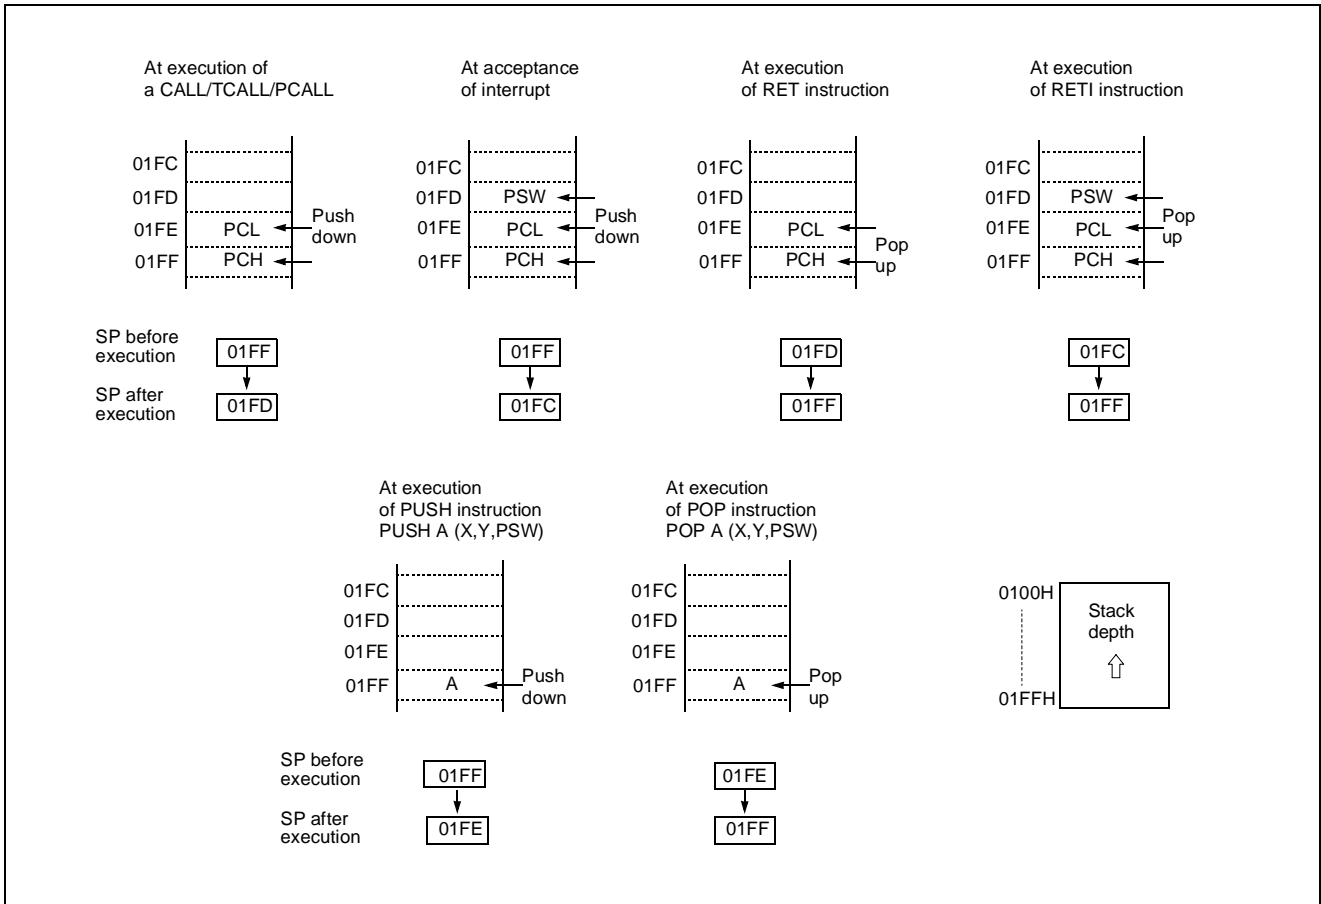 At execution of
a CALL/TCALL/PCALL
01FC
01FD
01FE
01FF
PCL
PCH
Push
down
SP before
execution
01FF
SP after
execution
01FD
At acceptance
of interrupt
01FC
01FD
01FE
01FF
PSW
PCL
PCH
Push
down
01FF
01FC
At execution
of RET instruction
01FC
01FD
01FE
01FF
PCL
PCH
Pop
up
01FD
01FF
At execution
of RETI instruction
01FC
01FD
01FE
01FF
PSW
PCL
PCH
Pop
up
01FC
01FF
At execution
of PUSH instruction
PUSH A (X,Y,PSW)
01FC
01FD
01FE
01FF
A
Push
down
SP before
execution
01FF
SP after
execution
01FE
At execution
of POP instruction
POP A (X,Y,PSW)
01FC
01FD
01FE
01FF
A
Pop
up
01FE
01FF
0100H
01FFH
Stack
depth